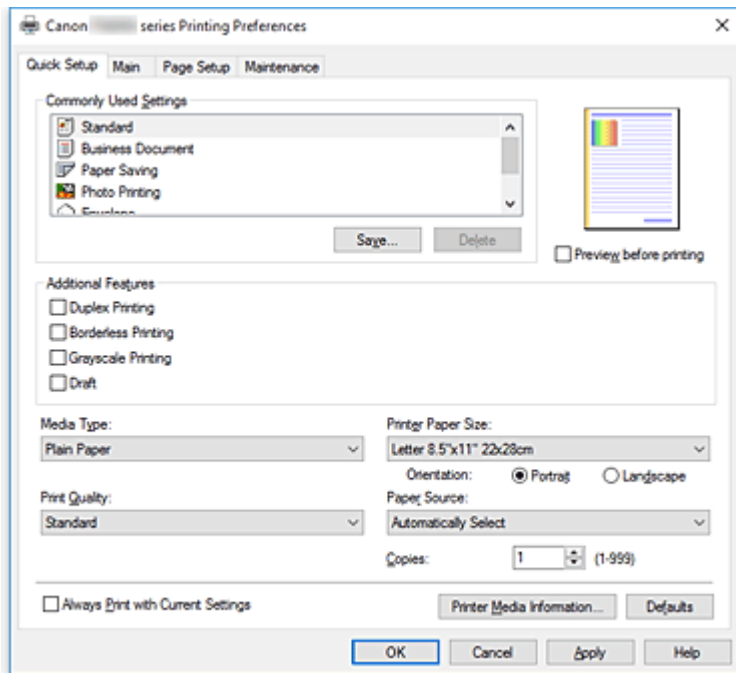 Canon series Printing Preferences
Quick Setup Main Page Setup Maintenance
Commonly Used Settings
Standard
Business Document
Paper Saving
Photo Printing
Envelope
Save... Delete
Preview before printing
Additional Features
Duplex Printing
Borderless Printing
Grayscale Printing
Draft
Media Type: Printer Paper Size:
Plain Paper Letter 8.5"x11" 22x28cm
Orientation: Portrait Landscape
Print Quality: Paper Source:
Standard Automatically Select
Copies: 1 (1-999)
Always Print with Current Settings Printer Media Information... Defaults
OK Cancel Apply Help